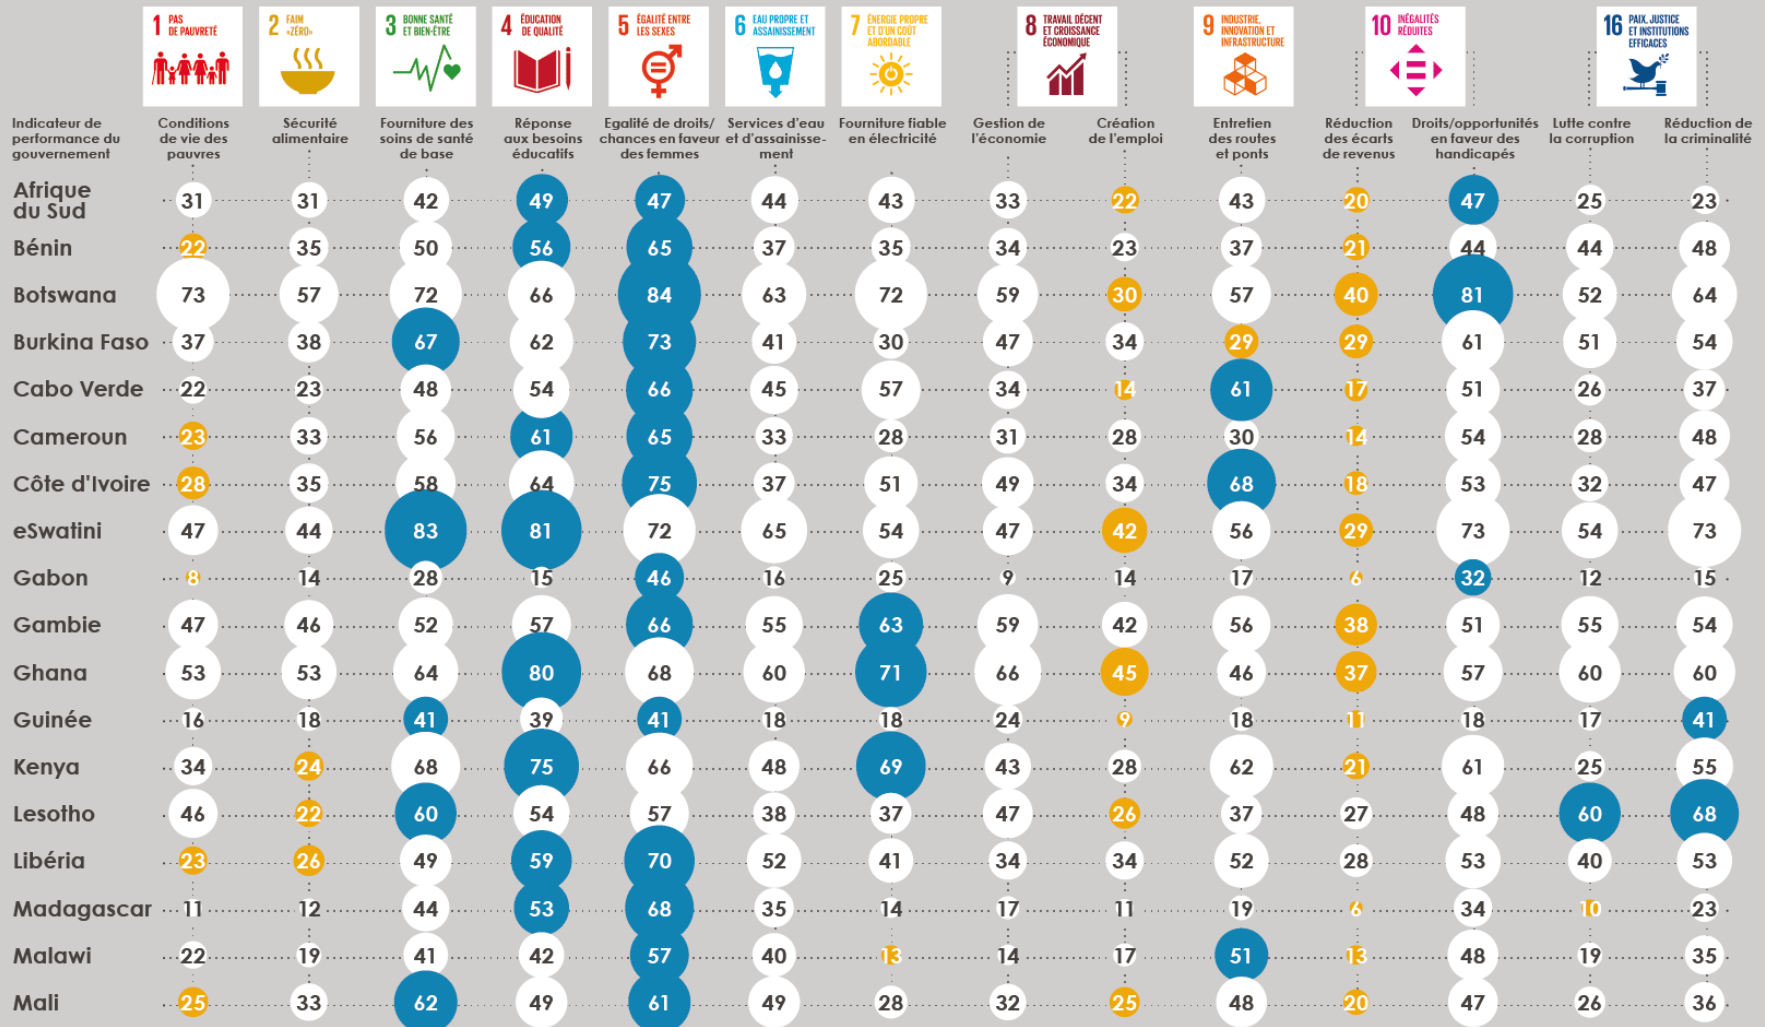 1 PAS DE PAUVRETÉ
2 FAIM «ZÉRO»
3 BONNE SANTÉ ET BIEN-ÊTRE
4 ÉDUCATION DE QUALITÉ
5 ÉGALITÉ ENTRE LES SEXES
6 EAU PROPRE ET ASSAINISSEMENT
7 ÉNERGIE PROPRE ET D'UN COÛT ABORDABLE
8 TRAVAIL DÉCENT ET CROISSANCE ÉCONOMIQUE
9 INDUSTRIE, INNOVATION ET INFRASTRUCTURE
10 INÉGALITÉS RÉDUITES
16 PAIX, JUSTICE ET INSTITUTIONS EFFICACES
Indicateur de performance du gouvernement
Conditions de vie des pauvres
Sécurité alimentaire
Fourniture des soins de santé de base
Réponse aux besoins éducatifs
Egalité de droits/ chances en faveur des femmes
Services d'eau et d'assainisse- ment
Fourniture fiable en électricité
Gestion de l'économie
Création de l'emploi
Entretien des routes et ponts
Réduction des écarts de revenus
Droits/opportunités en faveur des handicapés
Lutte contre la corruption
Réduction de la criminalité
Afrique du Sud 31 31 42 49 47 44 43 33 22 43 20 47 25 23
Bénin 22 35 50 56 65 37 35 34 23 37 21 44 44 48
Botswana 73 57 72 66 84 63 72 59 30 57 40 81 52 64
Burkina Faso 37 38 67 62 73 41 30 47 34 29 29 61 51 54
Cabo Verde 22 23 48 54 66 45 57 34 14 61 17 51 26 37
Cameroun 23 33 56 61 65 33 28 31 28 30 14 54 28 48
Côte d'Ivoire 28 35 58 64 75 37 51 49 34 68 18 53 32 47
eSwatini 47 44 83 81 72 65 54 47 42 56 29 73 54 73
Gabon 8 14 28 15 46 16 25 9 14 17 6 32 12 15
Gambie 47 46 52 57 66 55 63 59 42 56 38 51 55 54
Ghana 53 53 64 80 68 60 71 66 45 46 37 57 60 60
Guinée 16 18 41 39 41 18 18 24 9 18 11 18 17 41
Kenya 34 24 68 75 66 48 69 43 28 62 21 61 25 55
Lesotho 46 22 60 54 57 38 37 47 26 37 27 48 60 68
Libéria 23 26 49 59 70 52 41 34 34 52 28 53 40 53
Madagascar 11 12 44 53 68 35 14 17 11 19 6 34 10 23
Malawi 22 19 41 42 57 40 13 14 17 51 13 48 19 35
Mali 25 33 62 49 61 49 28 32 25 48 20 47 26 36